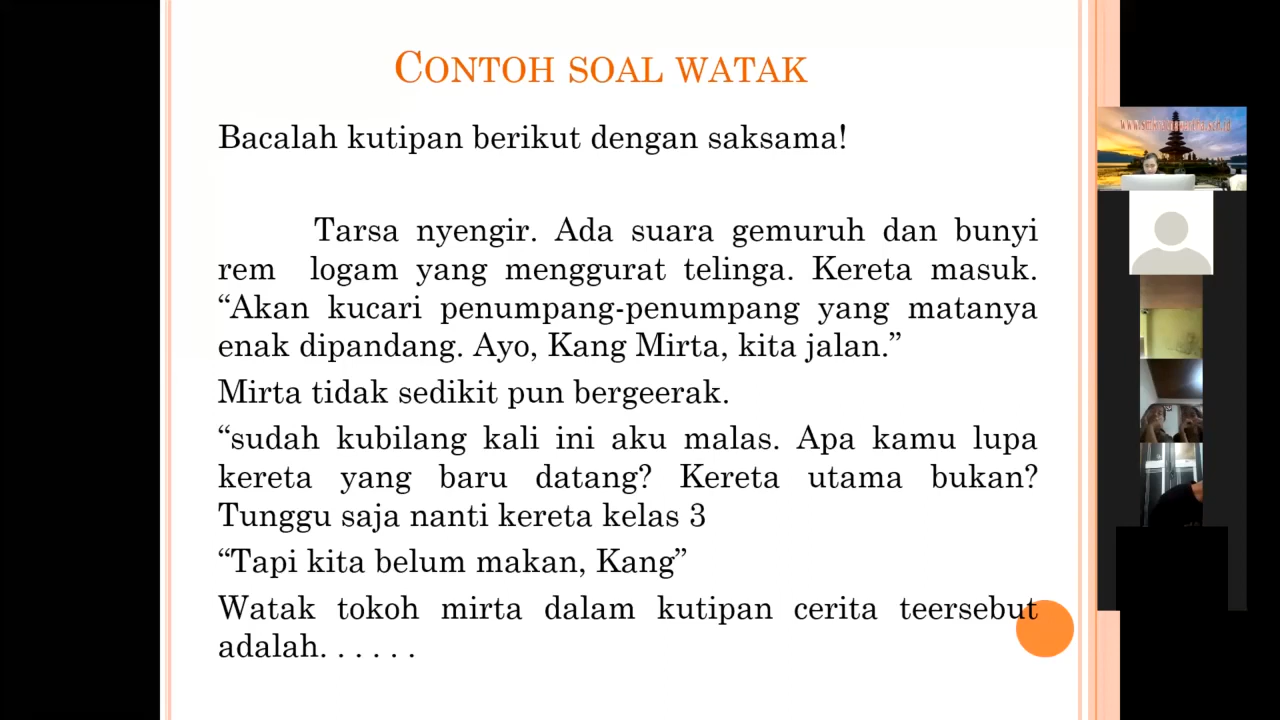 CONTOH SOAL WATAK
Bacalah kutipan berikut dengan saksama!
Tarsa nyengir. Ada suara gemuruh dan bunyi
rem logam yang menggurat telinga. Kereta masuk.
“Akan kucari penumpang-penumpang yang matanya
enak dipandang. Ayo, Kang Mirta, kita jalan.”
Mirta tidak sedikit pun bergeerak.
“sudah kubilang kali ini aku malas. Apa kamu lupa
kereta yang baru datang? Kereta utama bukan?
Tunggu saja nanti kereta kelas 3
“Tapi kita belum makan, Kang”
Watak tokoh mirta dalam kutipan cerita teersebut
adalah. . . . . .